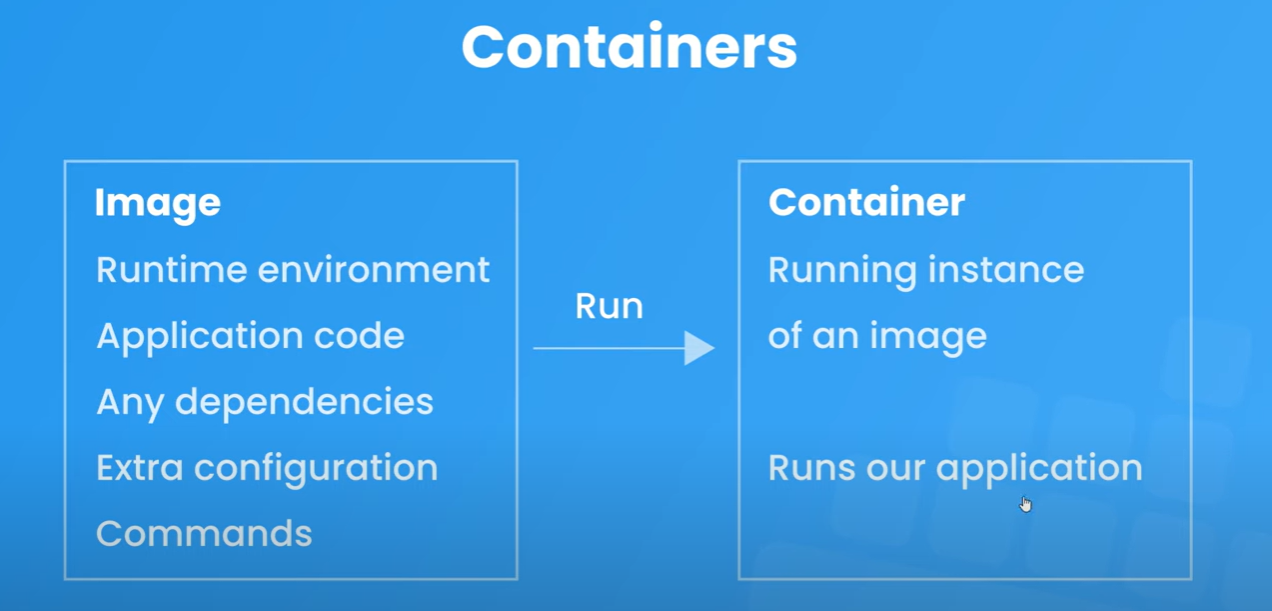 Containers
Image
Runtime environment
Application code
Any dependencies
Extra configuration
Commands
Run
Container
Running instance
of an image
Runs our application